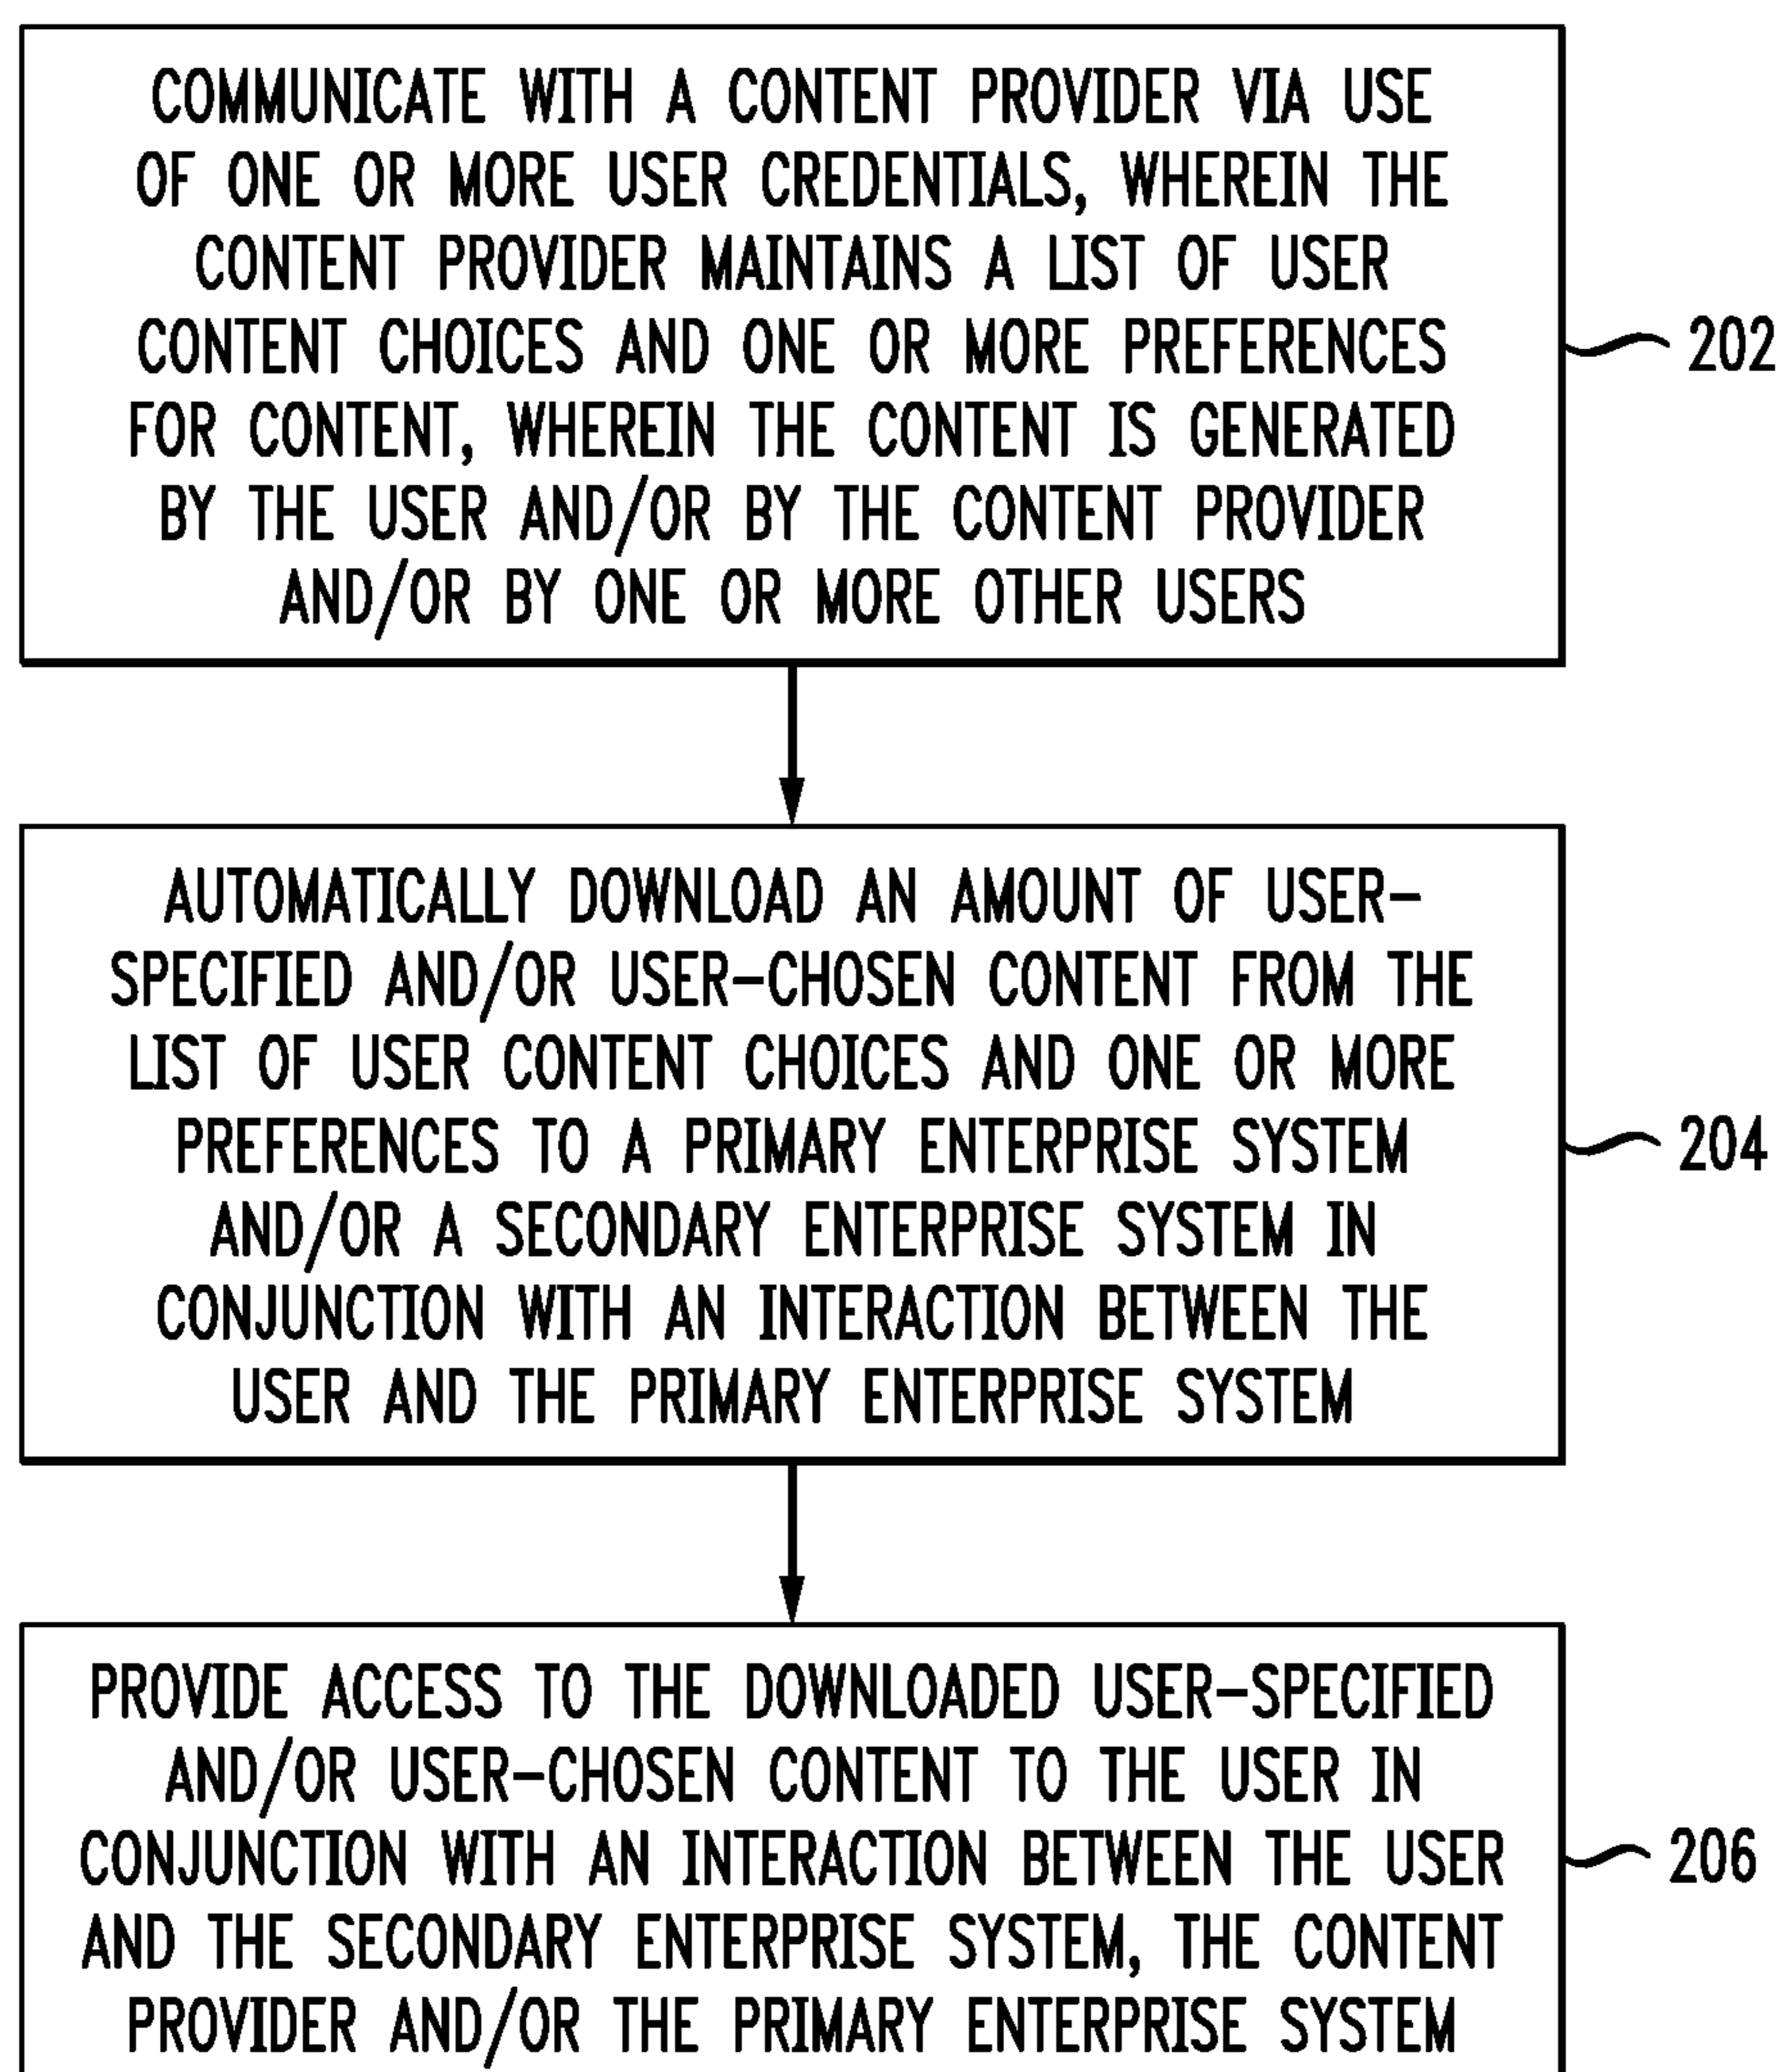 COMMUNICATE WITH A CONTENT PROVIDER VIA USE
OF ONE OR MORE USER CREDENTIALS, WHEREIN THE
CONTENT PROVIDER MAINTAINS A LIST OF USER
CONTENT CHOICES AND ONE OR MORE PREFERENCES
FOR CONTENT, WHEREIN THE CONTENT IS GENERATED
BY THE USER AND/OR BY THE CONTENT PROVIDER
AND/OR BY ONE OR MORE OTHER USERS
202
AUTOMATICALLY DOWNLOAD AN AMOUNT OF USER-
SPECIFIED AND/OR USER-CHOSEN CONTENT FROM THE
LIST OF USER CONTENT CHOICES AND ONE OR MORE
PREFERENCES TO A PRIMARY ENTERPRISE SYSTEM
AND/OR A SECONDARY ENTERPRISE SYSTEM IN
CONJUNCTION WITH AN INTERACTION BETWEEN THE
USER AND THE PRIMARY ENTERPRISE SYSTEM
204
PROVIDE ACCESS TO THE DOWNLOADED USER-SPECIFIED
AND/OR USER-CHOSEN CONTENT TO THE USER IN
CONJUNCTION WITH AN INTERACTION BETWEEN THE USER
AND THE SECONDARY ENTERPRISE SYSTEM, THE CONTENT
PROVIDER AND/OR THE PRIMARY ENTERPRISE SYSTEM
206